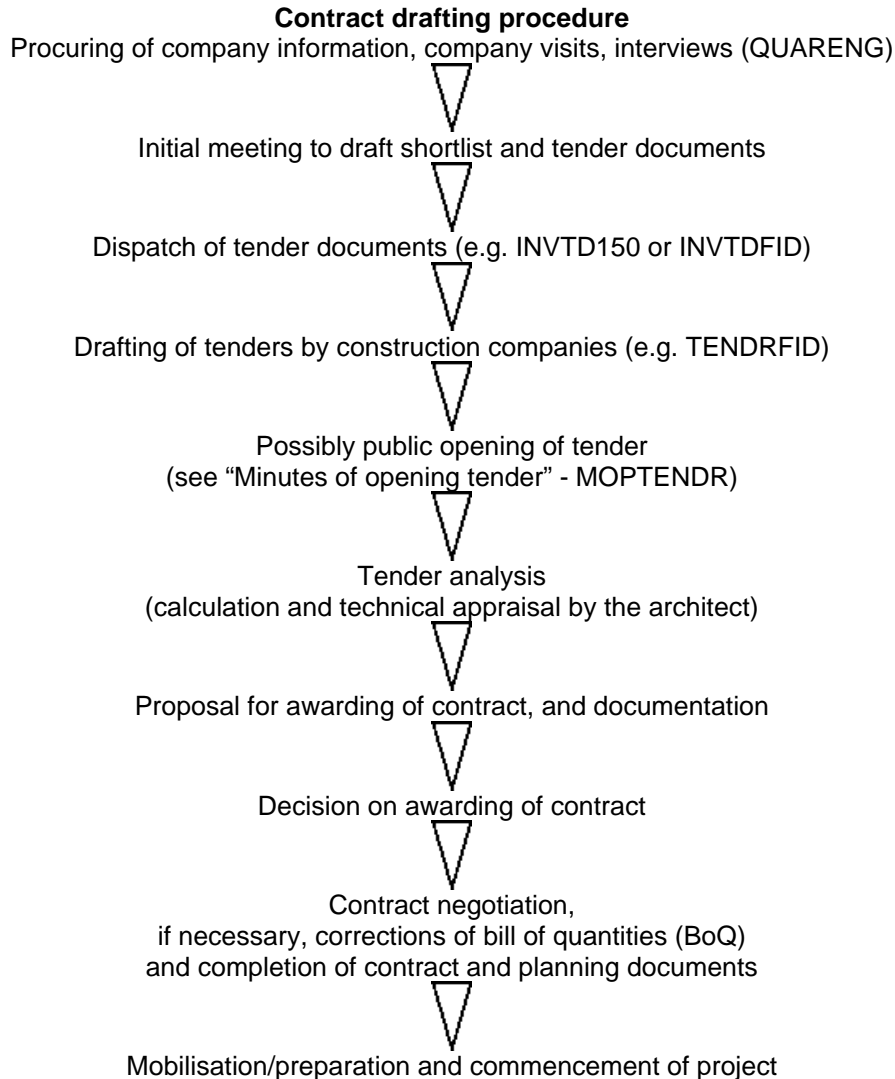 Contract drafting procedure
Procuring of company information, company visits, interviews (QUARENG)
Initial meeting to draft shortlist and tender documents
Dispatch of tender documents (e.g. INVTD150 or INVTDFID)
Drafting of tenders by construction companies (e.g. TENDRFID)
Possibly public opening of tender
(see “Minutes of opening tender” - MOPTENDR)
Tender analysis
(calculation and technical appraisal by the architect)
Proposal for awarding of contract, and documentation
Decision on awarding of contract
Contract negotiation,
if necessary, corrections of bill of quantities (BoQ)
and completion of contract and planning documents
Mobilisation/preparation and commencement of project